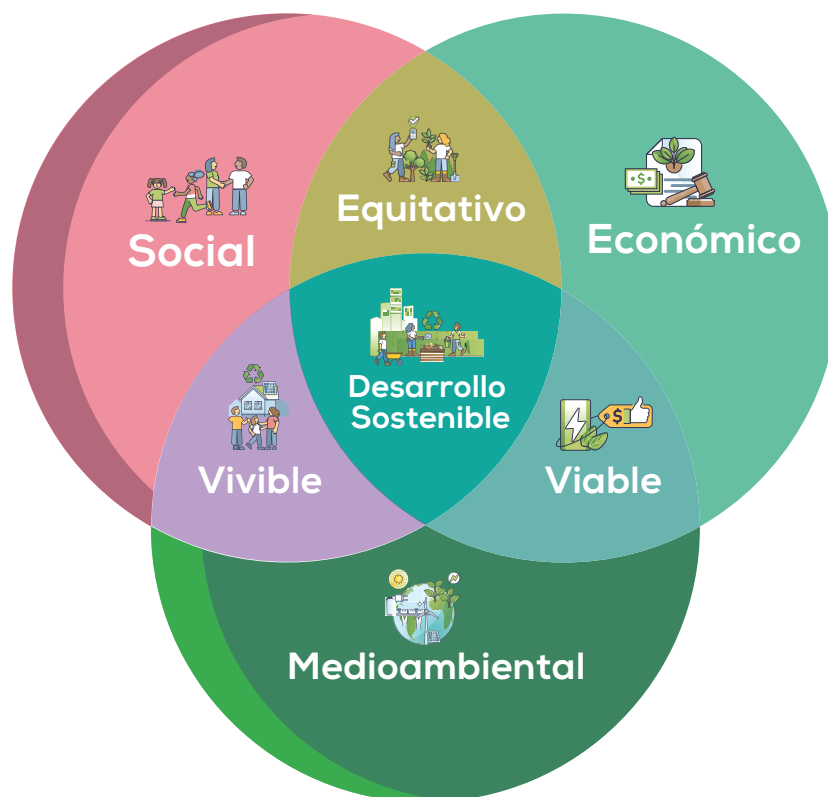 Equitativo
Social
Económico
Desarrollo
Sostenible
Vivible
Viable
Medioambiental